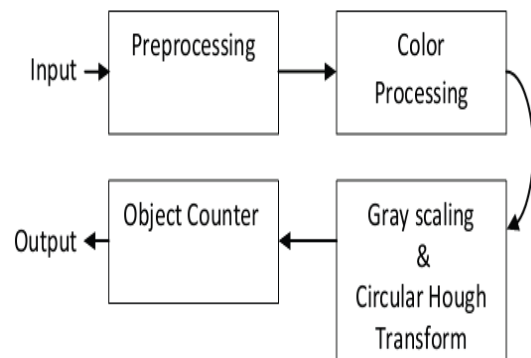 Input
Preprocessing
Color
Processing
Gray scaling
&
Circular Hough
Transform
Object Counter
Output